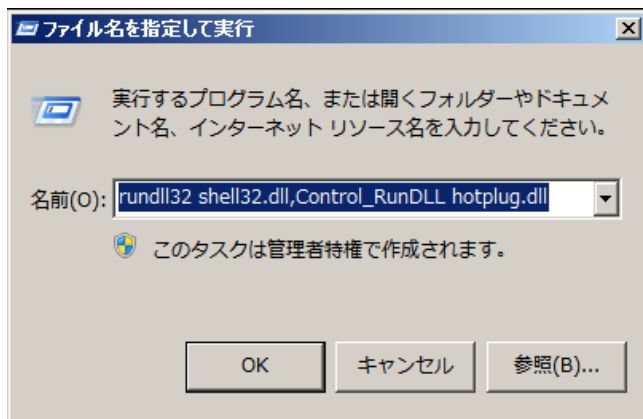 ファイル名を指定して実行
実行するプログラム名、または開くフォルダーやドキュメ
ント名、インターネット リソース名を入力してください。
名前(O): rundll32 shell32.dll,Control_RunDLL hotplug.dll
このタスクは管理者特権で作成されます。
OK キャンセル 参照(B)...